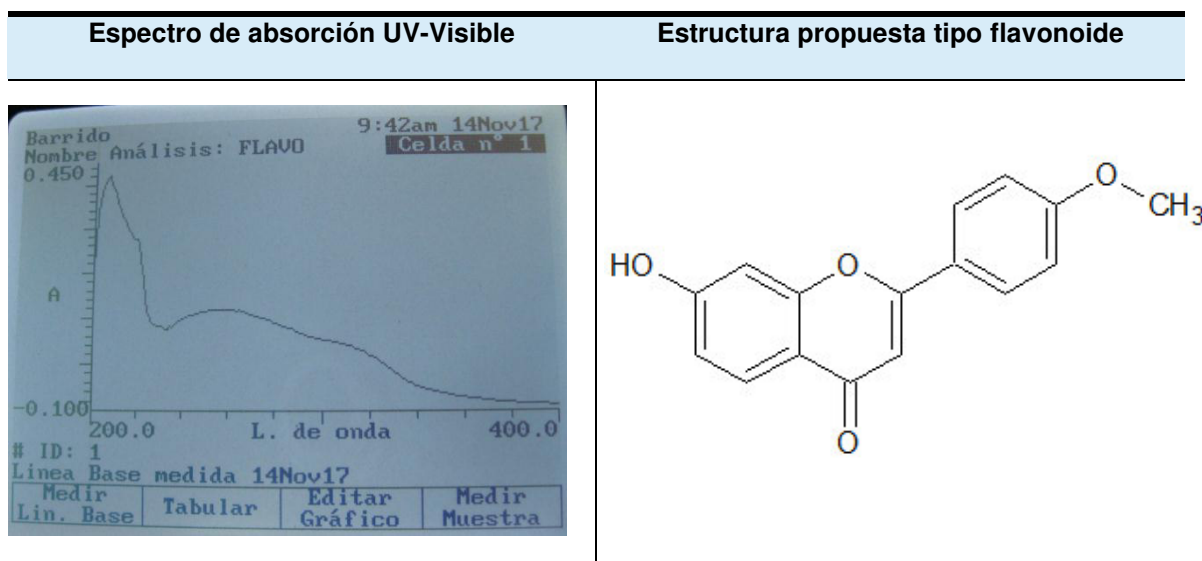 Espectro de absorción UV-Visible
Estructura propuesta tipo flavonoide
9:42am 14Nov17
Barrido
Celda n° 1
Nombre Análisis: FLAVO
0.450
A
-0.100
200.0 L. de onda 400.0
# ID: 1
Linea Base medida 14Nov17
Medir Lin. Base
Tabular
Editar Gráfico
Medir Muestra
O
CH3
HO
O
O